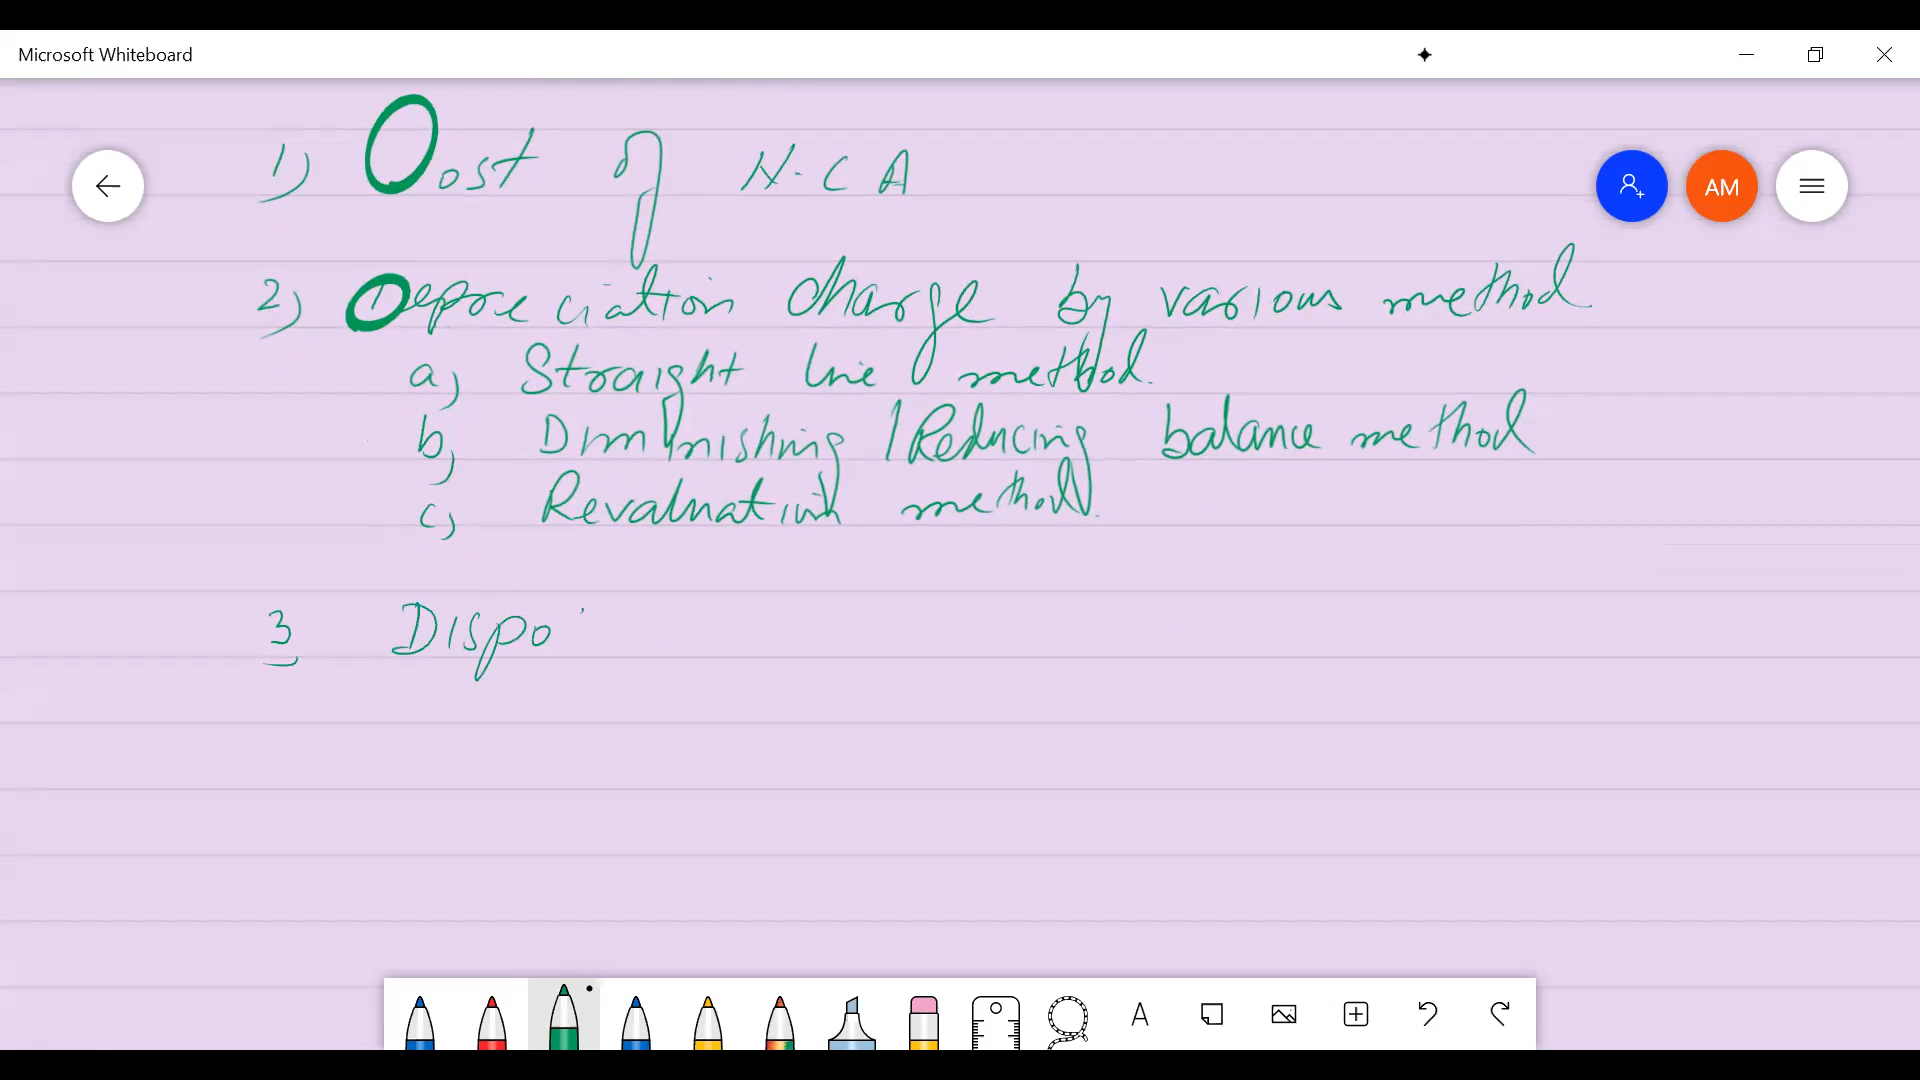 Microsoft Whiteboard
AM
1) Cost of N.C A
2) Depreciation charge by various method
a) Straight line method.
b) Diminishing / Reducing balance method
c) Revaluation method.
3 Dispo
A